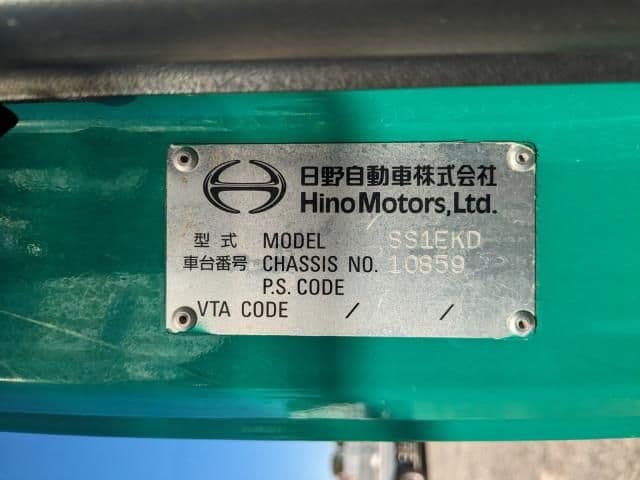 日野自動車株式会社
Hino Motors, Ltd.
型式 MODEL SS1EKD
車台番号 CHASSIS NO. 10859
P.S. CODE
VTA CODE / /